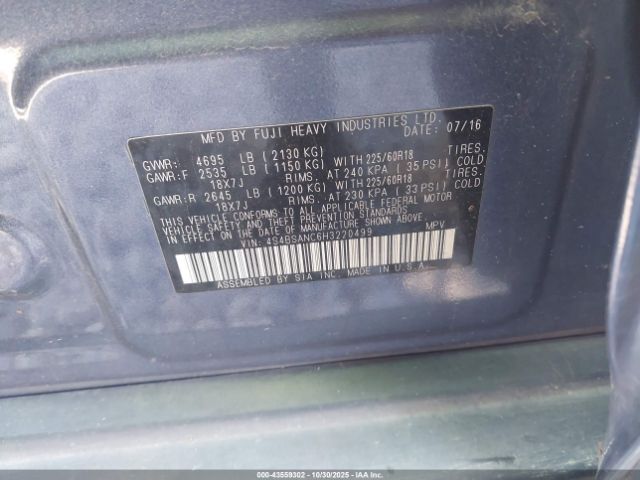 MFD BY FUJI HEAVY INDUSTRIES LTD.
DATE: 07/16
GVWR: 4695 LB (2130 KG) TIRES.
GAWR:F 2535 LB (1150 KG) WITH 225/60R18
18X7J RIMS. AT 240 KPA (35 PSI) COLD
GAWR:R 2645 LB (1200 KG) WITH 225/60R18 TIRES.
18X7J RIMS. AT 230 KPA (33 PSI) COLD
THIS VEHICLE CONFORMS TO ALL APPLICABLE FEDERAL MOTOR
VEHICLE SAFETY AND THEFT PREVENTION STANDARDS
IN EFFECT ON THE DATE OF MANUFACTURE SHOWN ABOVE.
VIN: 4S4BSANC6H3220499 MPV
ASSEMBLED BY SIA INC. MADE IN U.S.A.
000-43559302 - 10/30/2025 - IAAI.COM